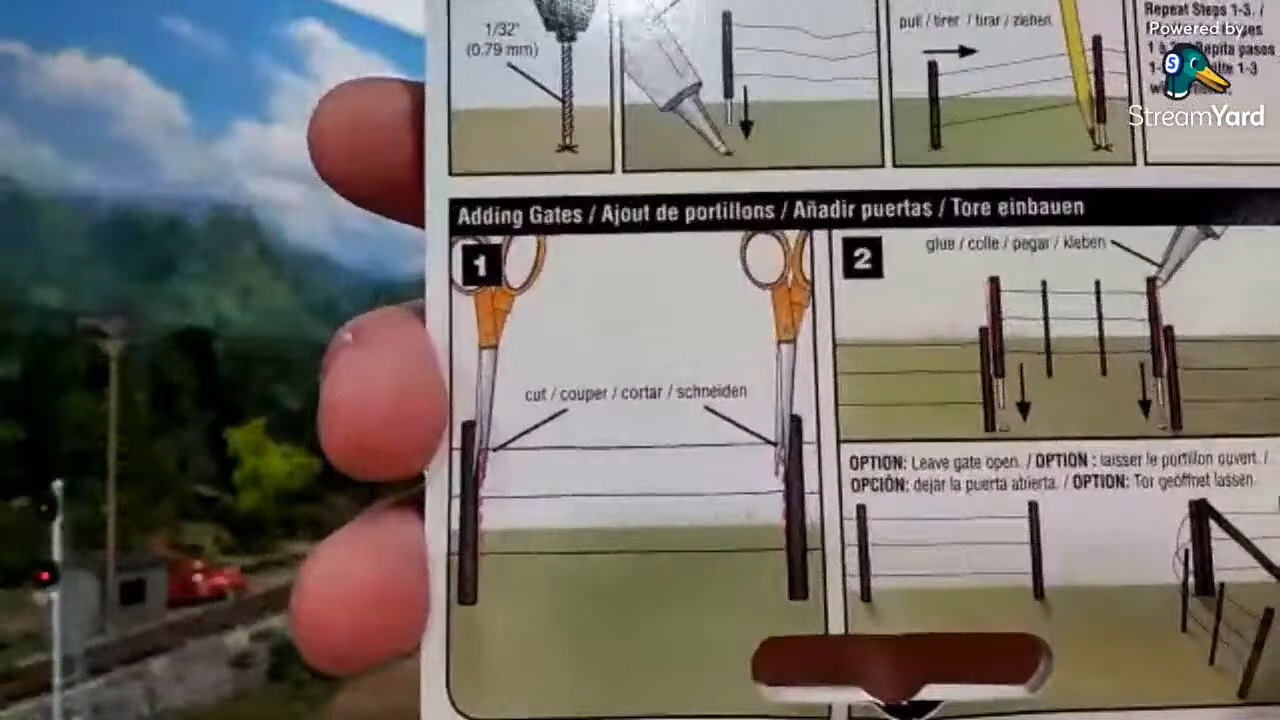 1/32"
(0.79 mm)
pull / tirer / tirar / ziehen
Repeat Steps 1-3. /
Powered by
S
StreamYard
Adding Gates / Ajout de portillons / Añadir puertas / Tore einbauen
1
cut / couper / cortar / schneiden
2
glue / colle / pegar / kleben
OPTION: Leave gate open. / OPTION : laisser le portillon ouvert. /
OPCIÓN: dejar la puerta abierta. / OPTION: Tor geöffnet lassen.